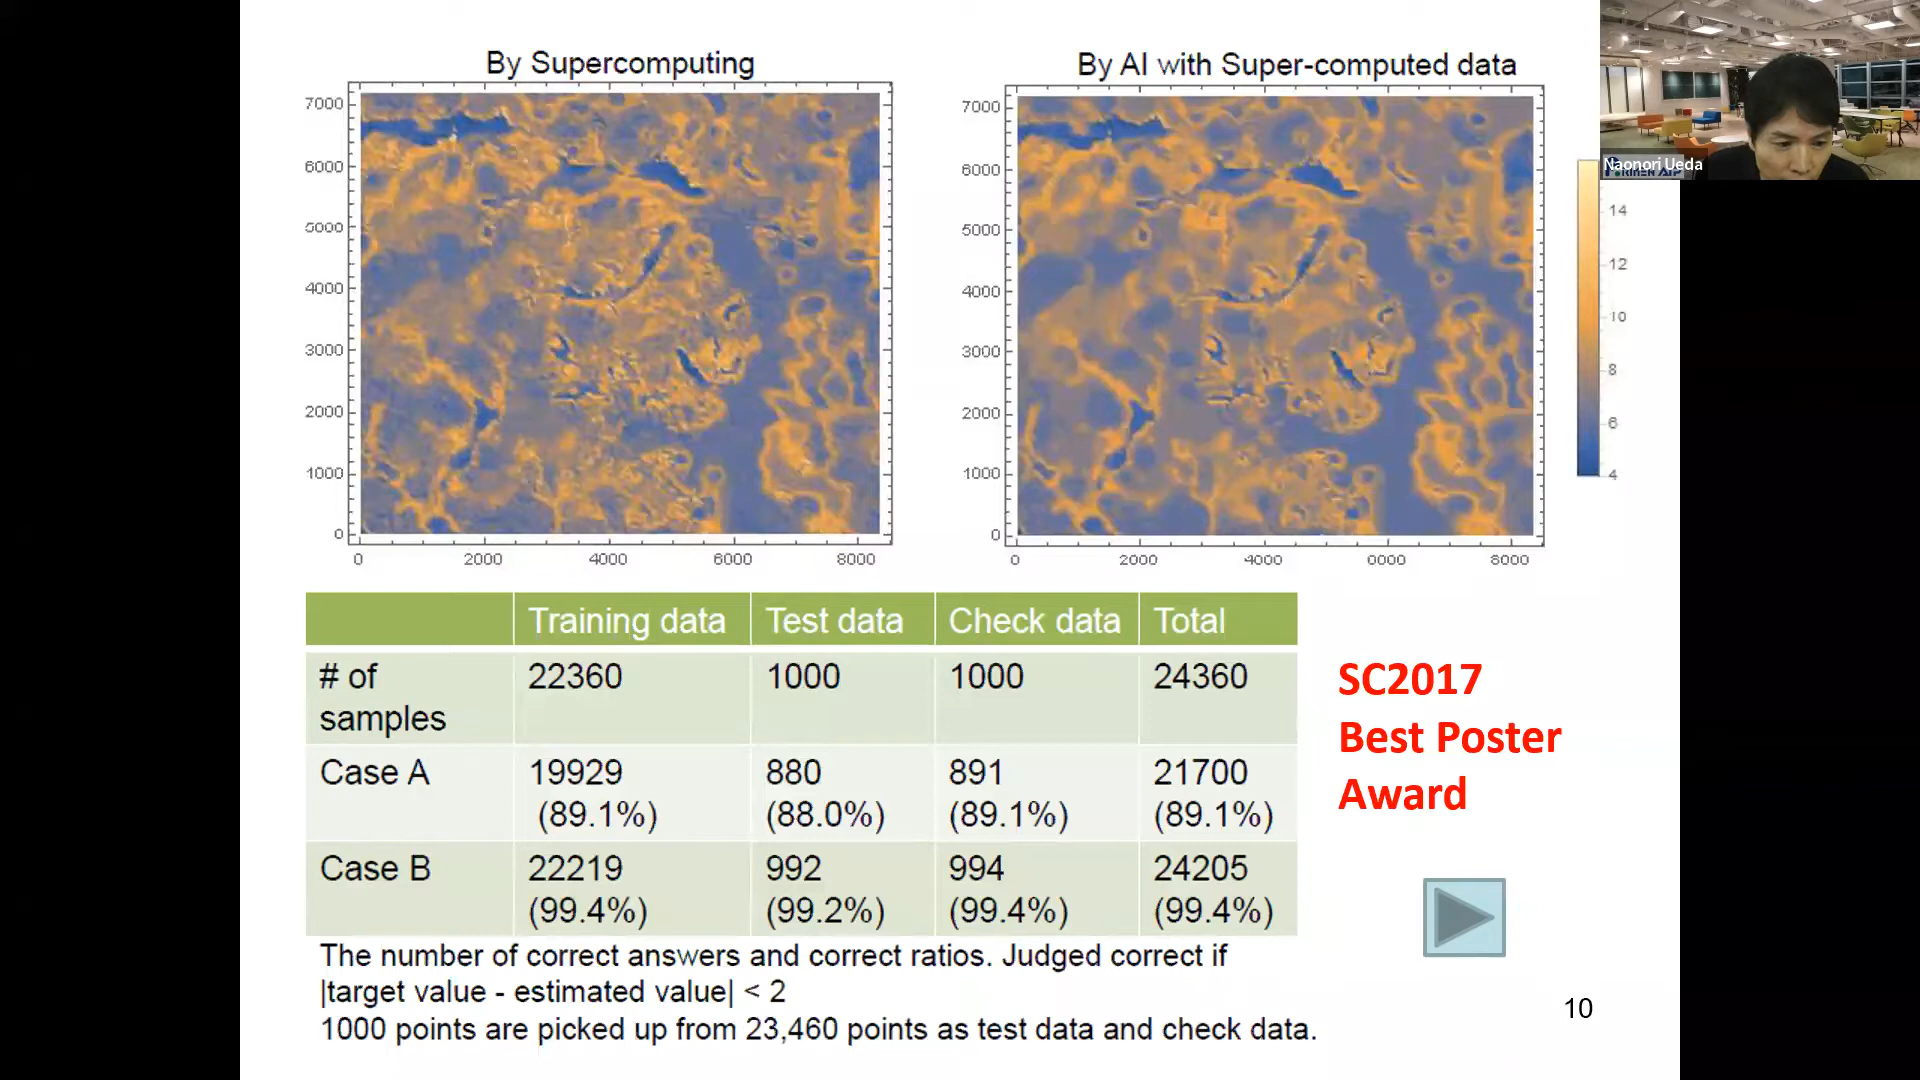 By Supercomputing
By AI with Super-computed data
7000
6000
5000
4000
3000
2000
1000
0
0 2000 4000 6000 8000
7000
6000
5000
4000
3000
2000
1000
0
0 2000 4000 0000 8000
14
12
10
8
6
4
Naonori Ueda
Training data Test data Check data Total
# of samples 22360 1000 1000 24360
Case A 19929 (89.1%) 880 (88.0%) 891 (89.1%) 21700 (89.1%)
Case B 22219 (99.4%) 992 (99.2%) 994 (99.4%) 24205 (99.4%)
The number of correct answers and correct ratios. Judged correct if
|target value - estimated value| < 2
1000 points are picked up from 23,460 points as test data and check data.
SC2017
Best Poster
Award
10